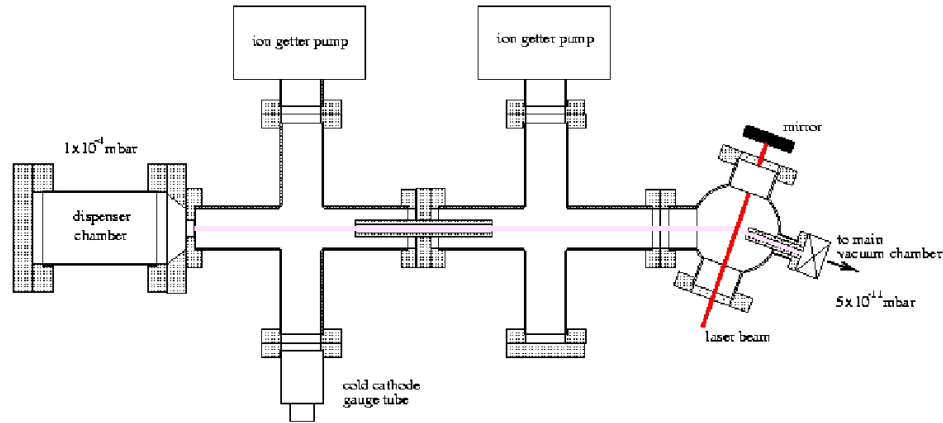 ion getter pump
ion getter pump
mirror
1x10⁻⁴mbar
dispenser
chamber
to main
vacuum chamber
5x10⁻¹¹mbar
laser beam
cold cathode
gauge tube